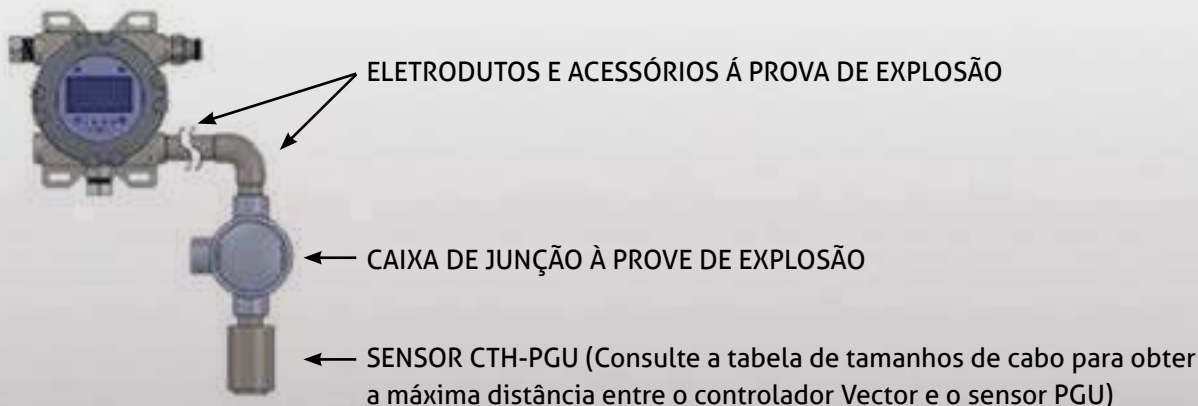 ELETRODUTOS E ACESSÓRIOS Á PROVA DE EXPLOSÃO
CAIXA DE JUNÇÃO À PROVE DE EXPLOSÃO
SENSOR CTH-PGU (Consulte a tabela de tamanhos de cabo para obter
a máxima distância entre o controlador Vector e o sensor PGU)